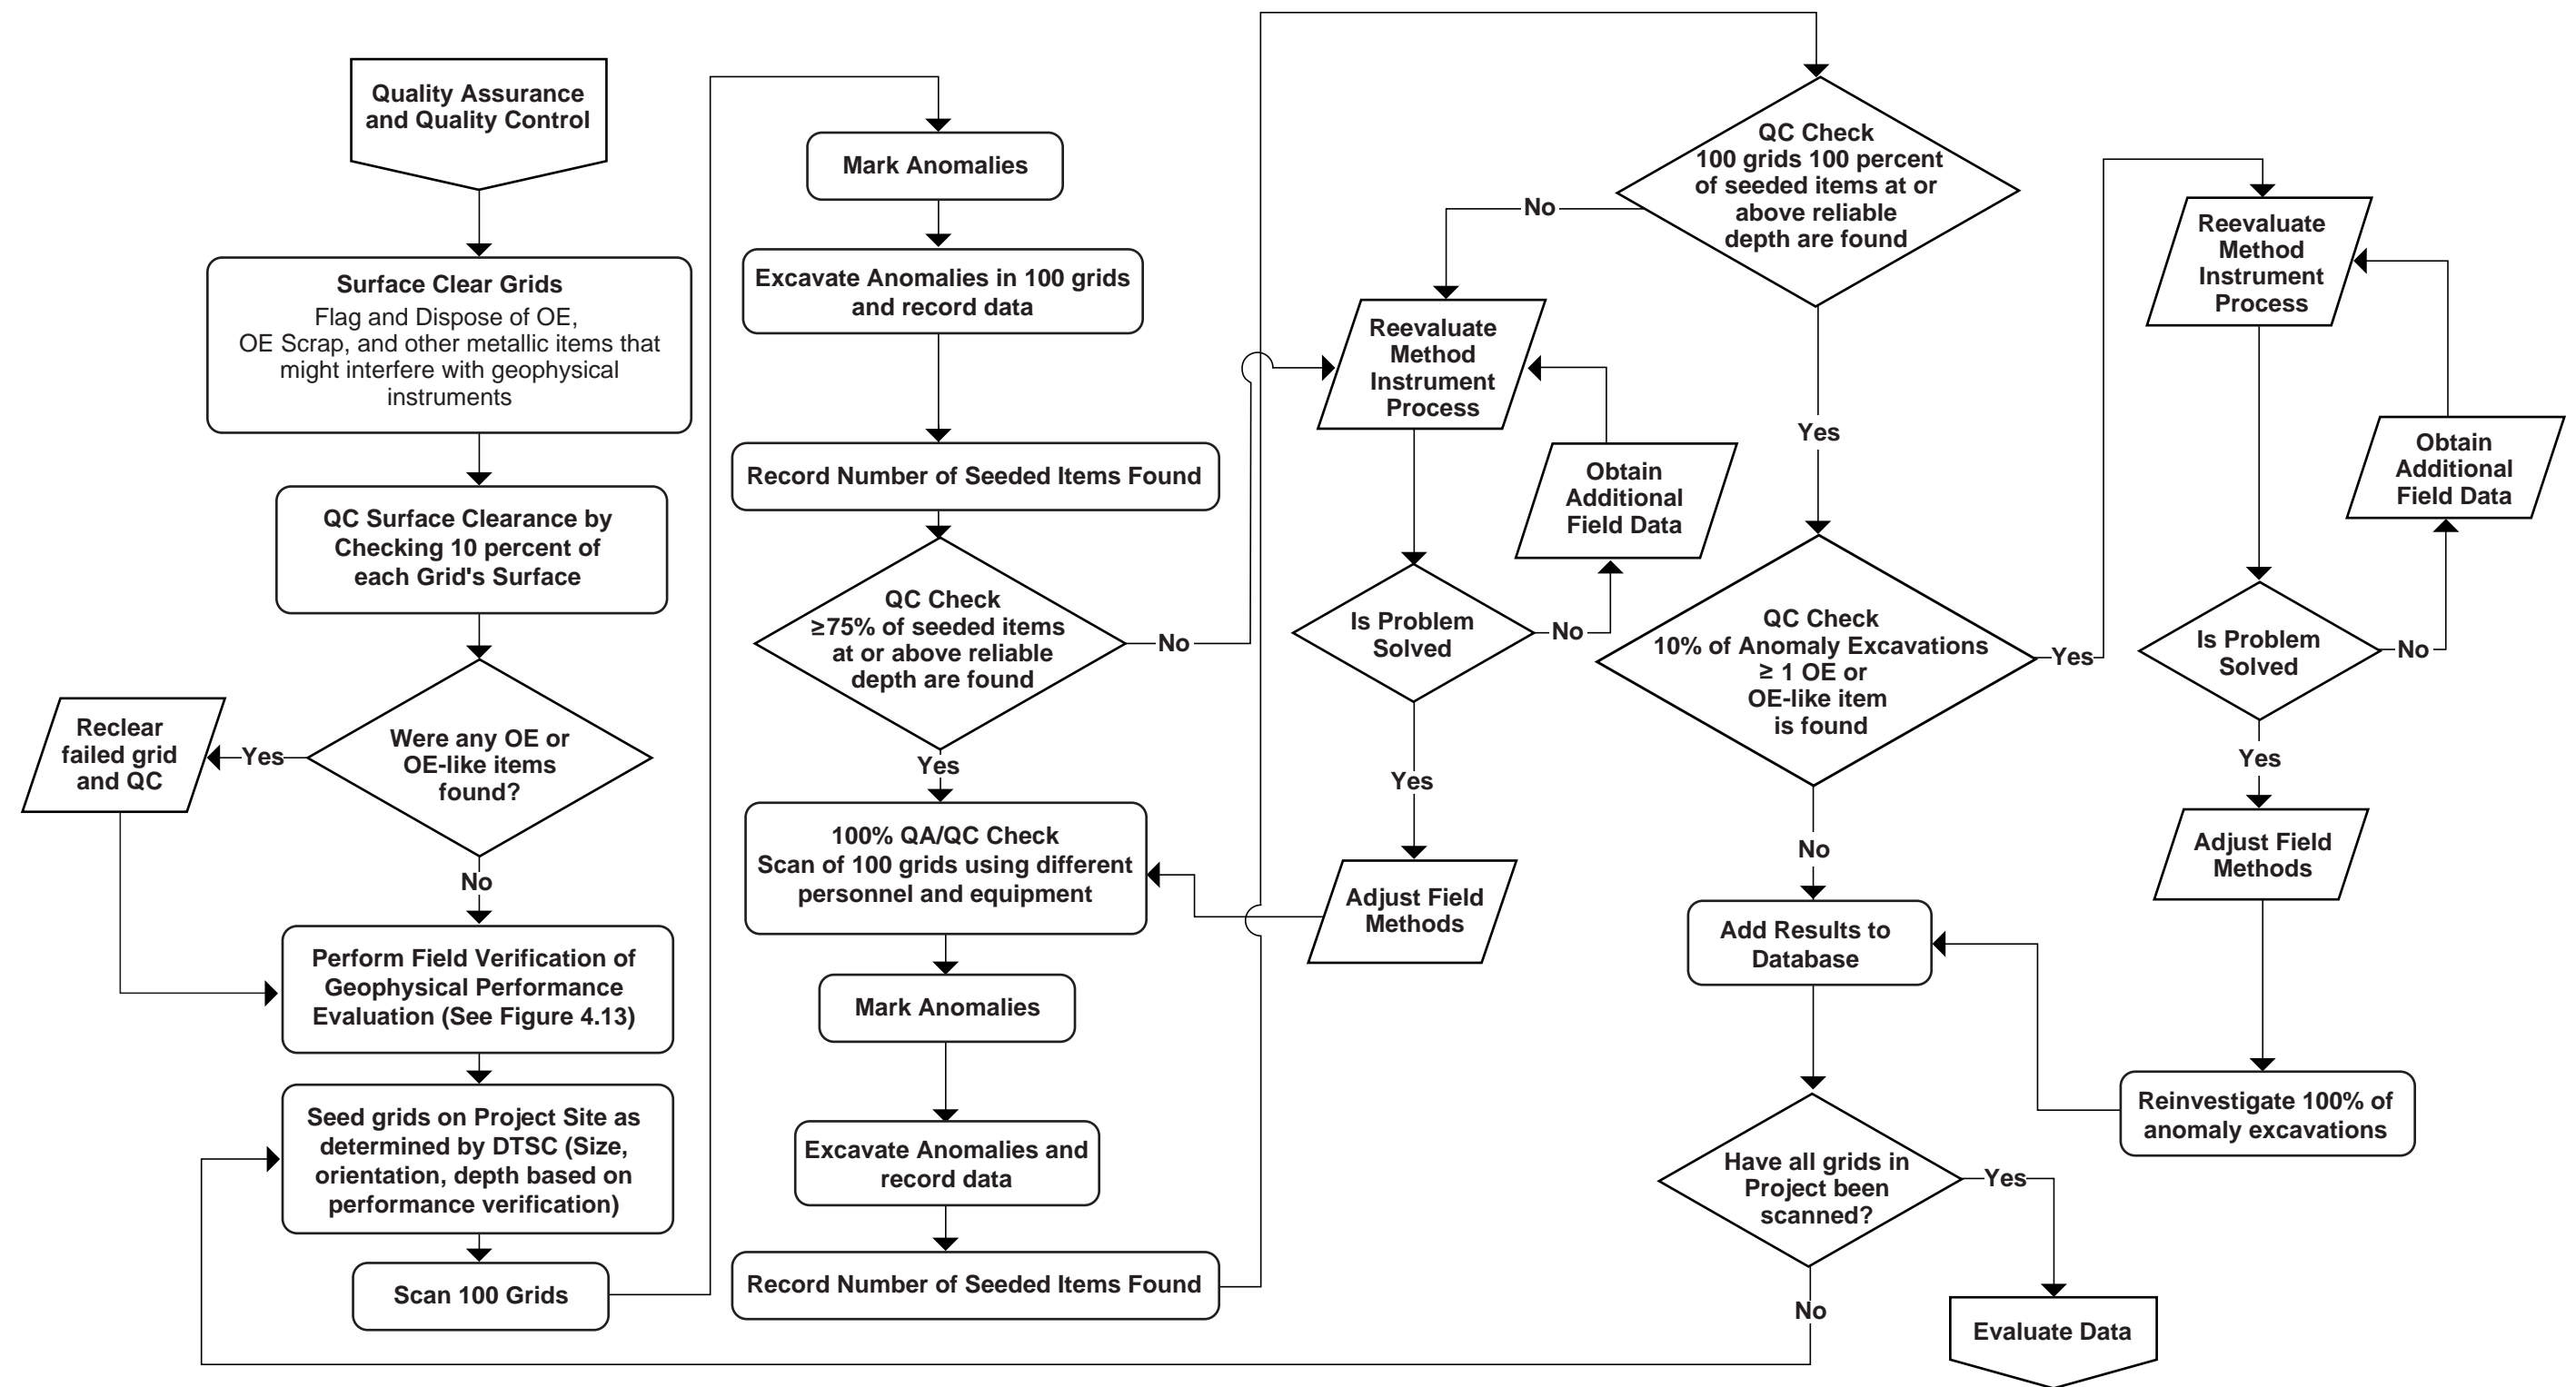 Quality Assurance
and Quality Control
Surface Clear Grids
Flag and Dispose of OE,
OE Scrap, and other metallic items that
might interfere with geophysical
instruments
QC Surface Clearance by
Checking 10 percent of
each Grid's Surface
Were any OE or
OE-like items
found?
Yes
Reclear
failed grid
and QC
No
Perform Field Verification of
Geophysical Performance
Evaluation (See Figure 4.13)
Seed grids on Project Site as
determined by DTSC (Size,
orientation, depth based on
performance verification)
Scan 100 Grids
Mark Anomalies
Excavate Anomalies in 100 grids
and record data
Record Number of Seeded Items Found
QC Check
≥75% of seeded items
at or above reliable
depth are found
No
Yes
100% QA/QC Check
Scan of 100 grids using different
personnel and equipment
Mark Anomalies
Excavate Anomalies and
record data
Record Number of Seeded Items Found
QC Check
100 grids 100 percent
of seeded items at or
above reliable
depth are found
No
Reevaluate
Method
Instrument
Process
Obtain
Additional
Field Data
Is Problem
Solved
No
Yes
Adjust Field
Methods
Yes
QC Check
10% of Anomaly Excavations
≥ 1 OE or
OE-like item
is found
Yes
No
Add Results to
Database
Have all grids in
Project been
scanned?
Yes
No
Evaluate Data
Reevaluate
Method
Instrument
Process
Obtain
Additional
Field Data
Is Problem
Solved
No
Yes
Adjust Field
Methods
Reinvestigate 100% of
anomaly excavations